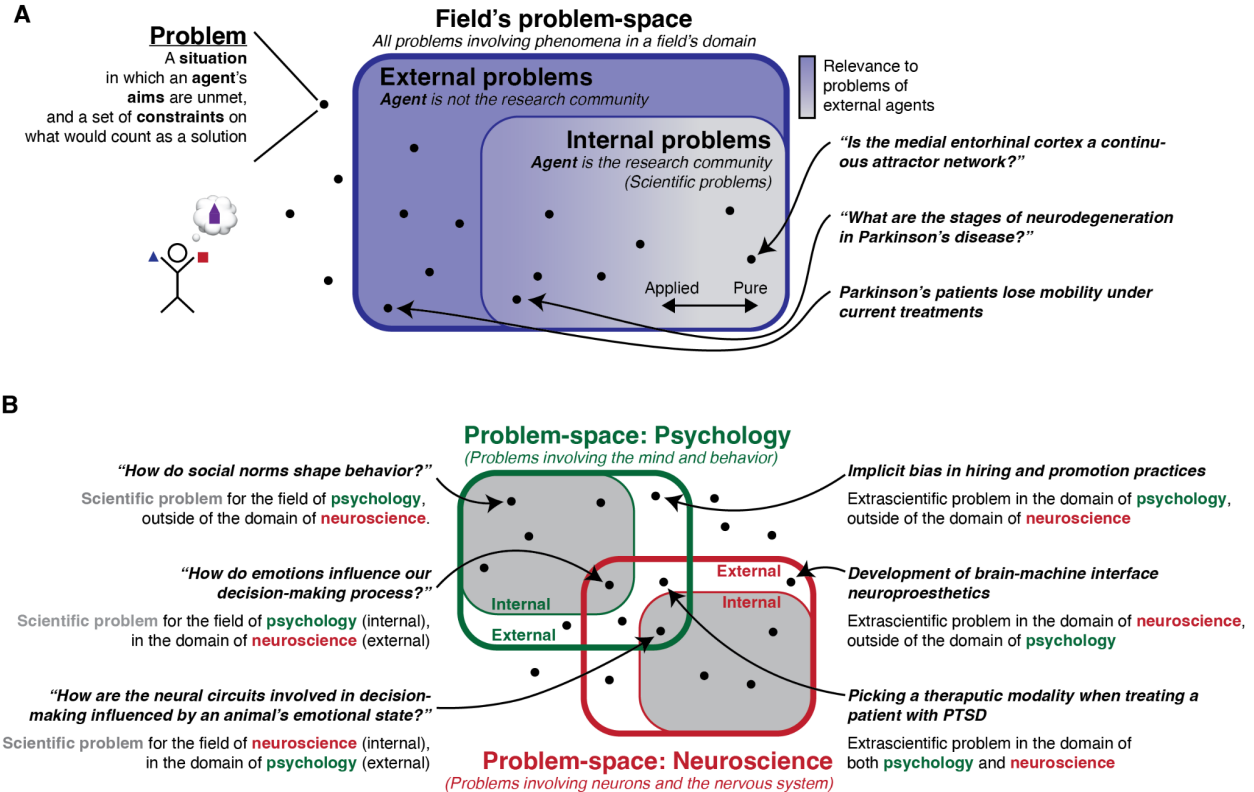 A
Problem
A situation
in which an agent's
aims are unmet,
and a set of constraints on
what would count as a solution
Field's problem-space
All problems involving phenomena in a field's domain
External problems
Agent is not the research community
Internal problems
Agent is the research community
(Scientific problems)
Applied
Pure
Relevance to
problems of
external agents
“Is the medial entorhinal cortex a continu-
ous attractor network?”
“What are the stages of neurodegeneration
in Parkinson's disease?”
Parkinson's patients lose mobility under
current treatments
B
Problem-space: Psychology
(Problems involving the mind and behavior)
“How do social norms shape behavior?”
Scientific problem for the field of psychology,
outside of the domain of neuroscience.
“How do emotions influence our
decision-making process?”
Scientific problem for the field of psychology (internal),
in the domain of neuroscience (external)
“How are the neural circuits involved in decision-
making influenced by an animal's emotional state?”
Scientific problem for the field of neuroscience (internal),
in the domain of psychology (external)
Internal
External
External
Internal
Problem-space: Neuroscience
(Problems involving neurons and the nervous system)
Implicit bias in hiring and promotion practices
Extrascientific problem in the domain of psychology,
outside of the domain of neuroscience
Development of brain-machine interface
neuroproesthetics
Extrascientific problem in the domain of neuroscience,
outside of the domain of psychology
Picking a theraputic modality when treating a
patient with PTSD
Extrascientific problem in the domain of
both psychology and neuroscience